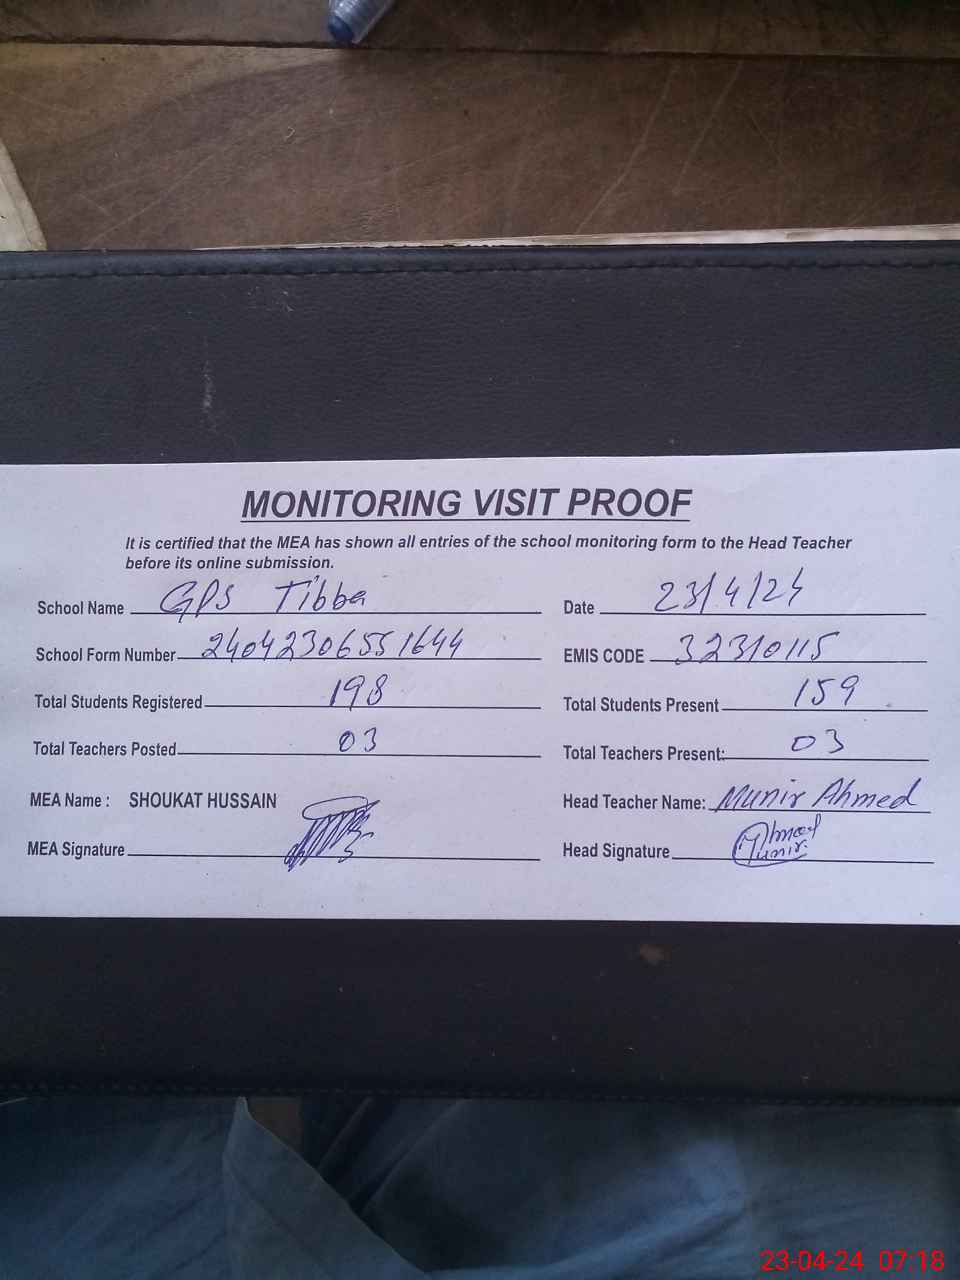 MONITORING VISIT PROOF
It is certified that the MEA has shown all entries of the school monitoring form to the Head Teacher
before its online submission.
School Name GPS Tibba Date 23/4/24
School Form Number 24042306551644 EMIS CODE 32310115
Total Students Registered 198 Total Students Present 159
Total Teachers Posted 03 Total Teachers Present: 03
MEA Name : SHOUKAT HUSSAIN Head Teacher Name: Munir Ahmed
MEA Signature Head Signature Ahmed
Munir.
23-04-24 07:18